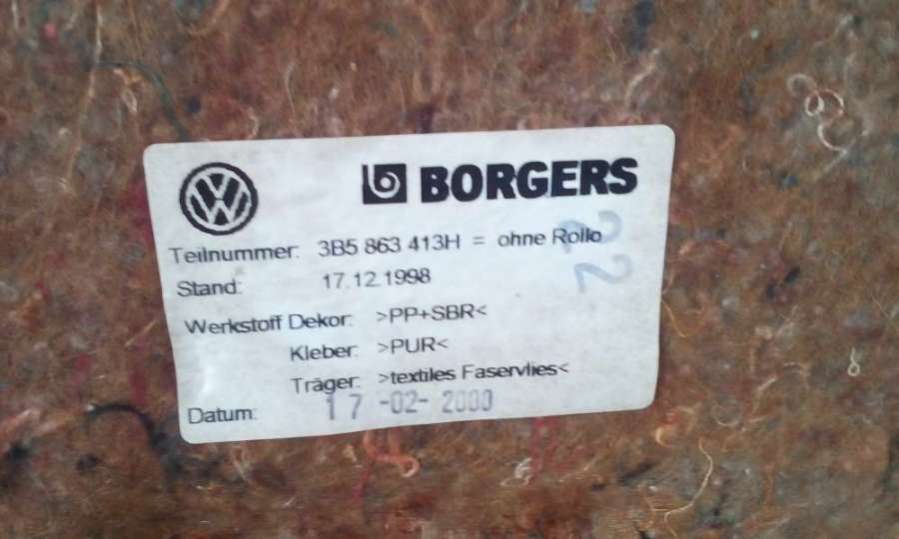 VW BORGERS
Teilnummer: 3B5 863 413H = ohne Rollo
Stand: 17.12.1998
Werkstoff Dekor: >PP+SBR<
Kleber: >PUR<
Träger: >textiles Faservlies<
Datum: 17 -02- 2000